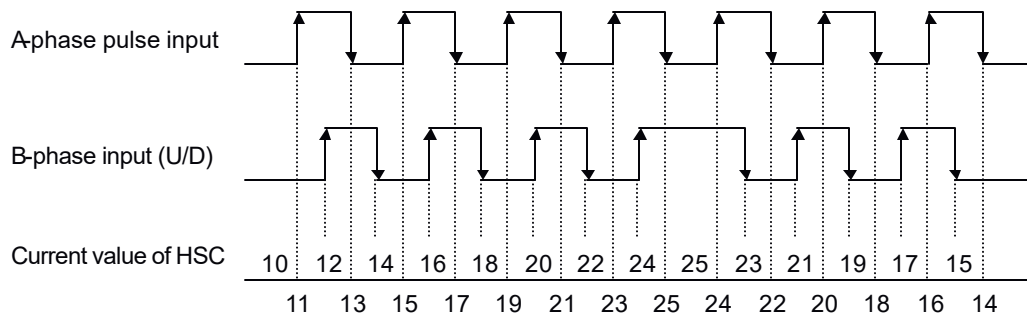 A-phase pulse input
B-phase input (U/D)
Current value of HSC
10 12 14 16 18 20 22 24 25 23 21 19 17 15
11 13 15 17 19 21 23 25 24 22 20 18 16 14